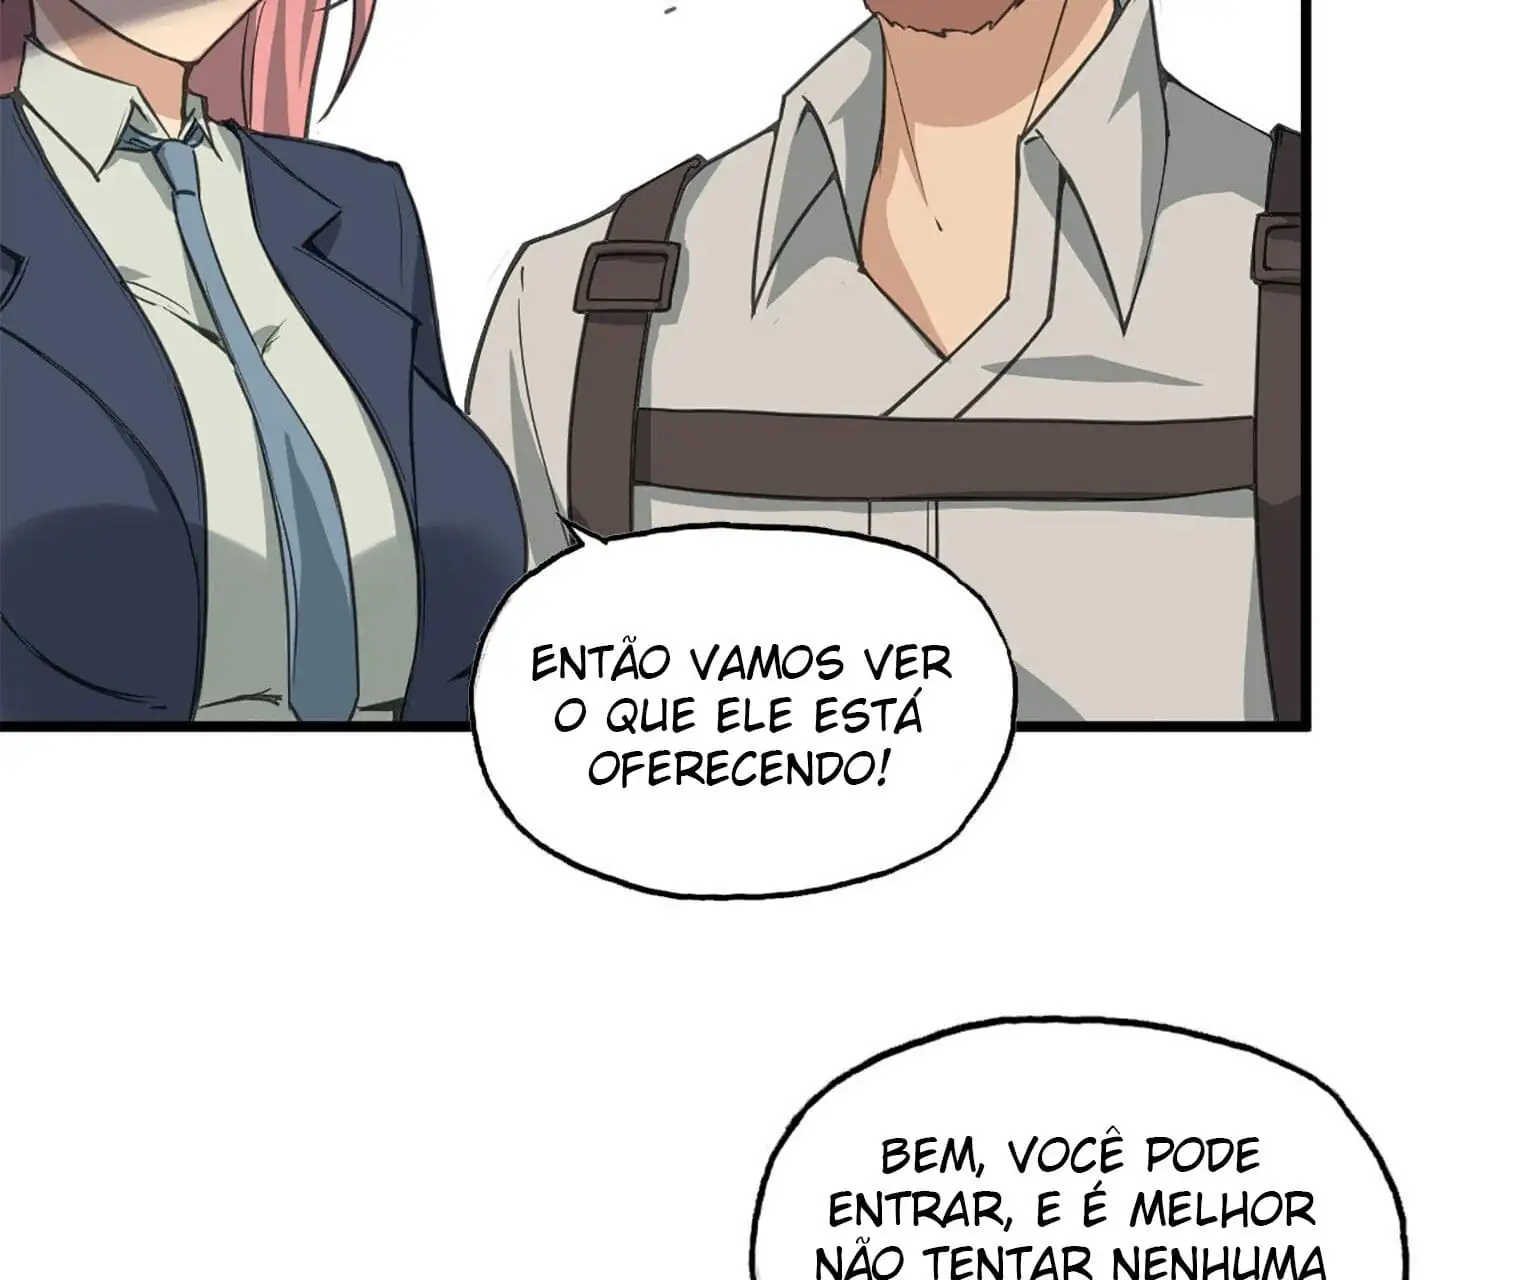 ENTÃO VAMOS VER
O QUE ELE ESTÁ
OFERECENDO!
BEM, VOCÊ PODE
ENTRAR, E É MELHOR
NÃO TENTAR NENHUMA